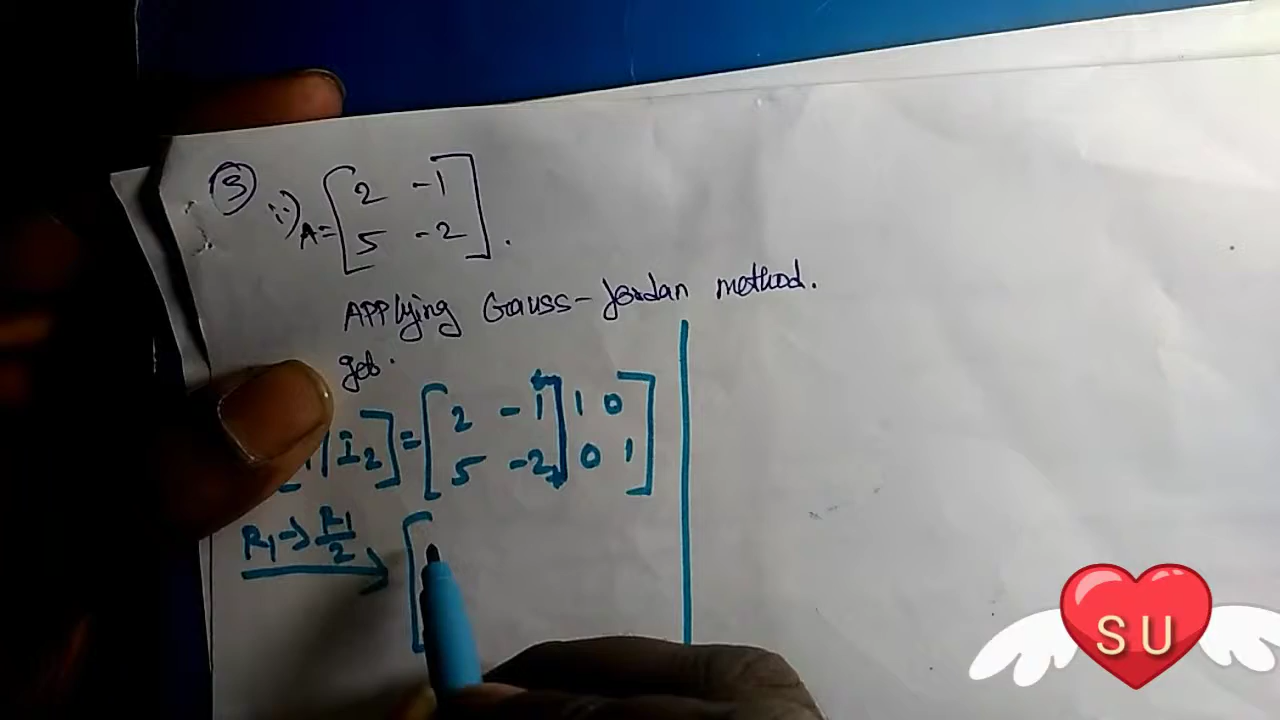 ③ i) A = [ 2 -1
5 -2 ].
Applying Gauss-Jordan method.
get.
| I2 ] = [ 2 -1 | 1 0
5 -2 | 0 1 ]
R1 → R1/2 [
SU